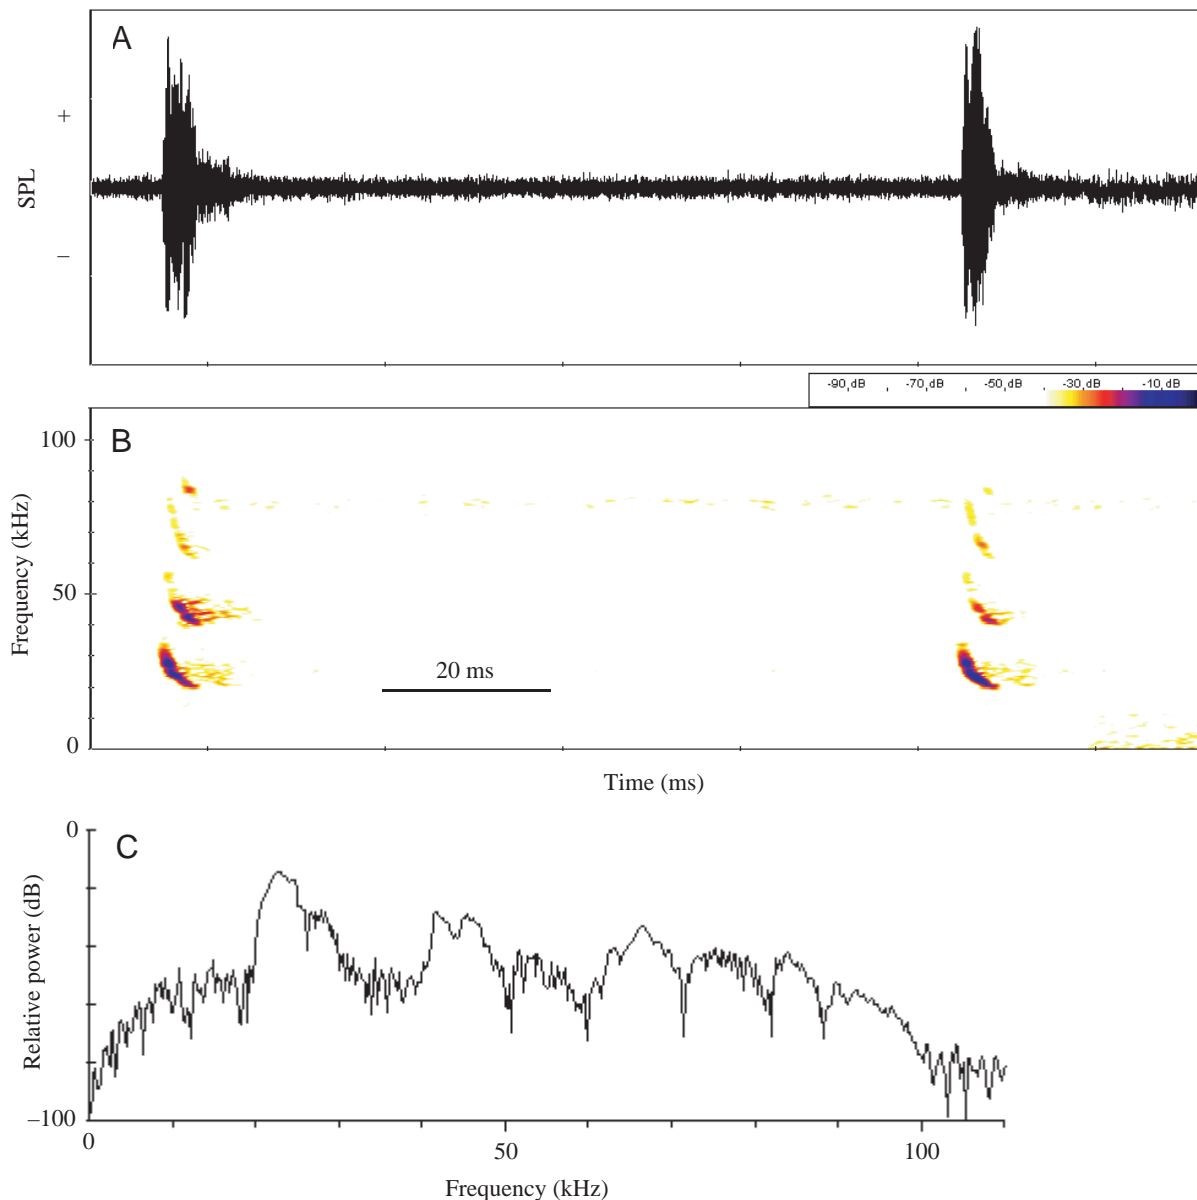 A
+
SPL
–
-90 dB -70 dB -50 dB -30 dB -10 dB
B
100
50
0
Frequency (kHz)
20 ms
Time (ms)
C
0
–100
Relative power (dB)
0 50 100
Frequency (kHz)